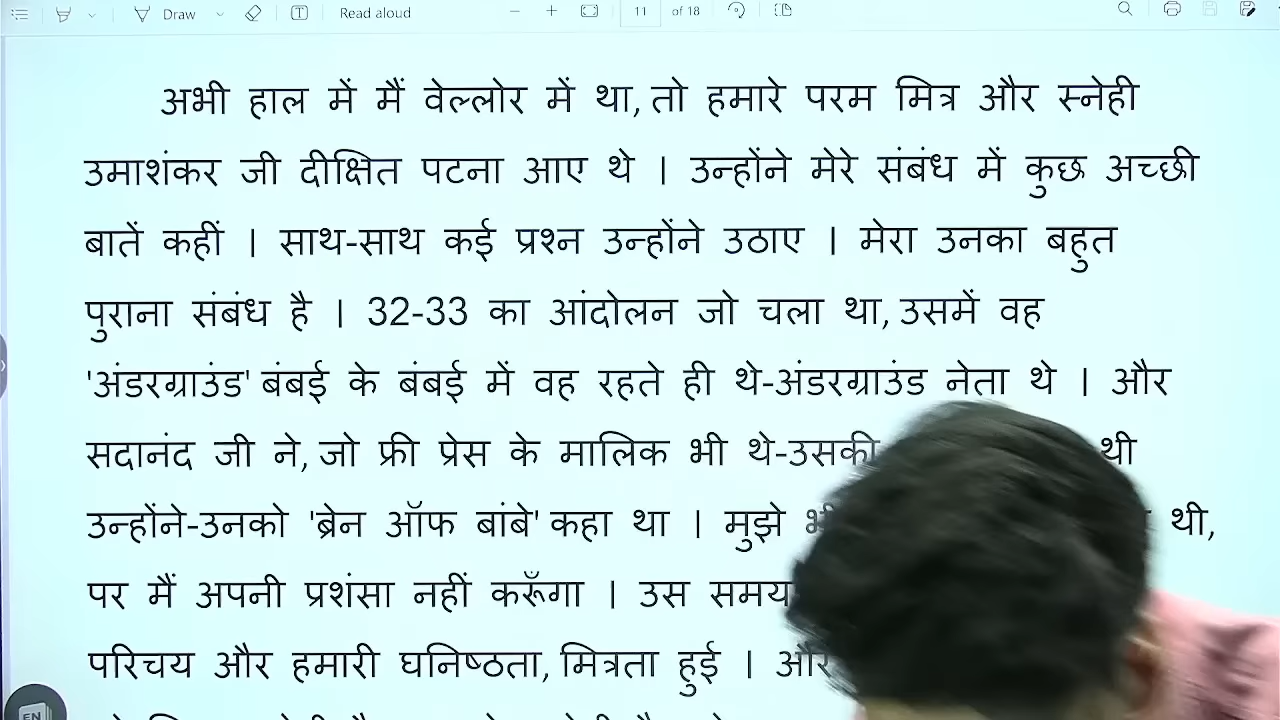 Draw Read aloud 11 of 18
अभी हाल में मैं वेल्लोर में था, तो हमारे परम मित्र और स्नेही
उमाशंकर जी दीक्षित पटना आए थे । उन्होंने मेरे संबंध में कुछ अच्छी
बातें कहीं । साथ-साथ कई प्रश्न उन्होंने उठाए । मेरा उनका बहुत
पुराना संबंध है । 32-33 का आंदोलन जो चला था, उसमें वह
'अंडरग्राउंड' बंबई के बंबई में वह रहते ही थे-अंडरग्राउंड नेता थे । और
सदानंद जी ने, जो फ्री प्रेस के मालिक भी थे-उसकी थी
उन्होंने-उनको 'ब्रेन ऑफ बांबे' कहा था । मुझे थी,
पर मैं अपनी प्रशंसा नहीं करूँगा । उस समय
परिचय और हमारी घनिष्ठता, मित्रता हुई । और
EN